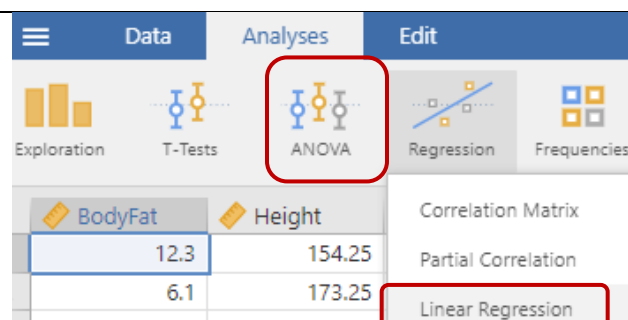 Data Analyses Edit
Exploration T-Tests ANOVA Regression Frequencies
BodyFat Height
12.3 154.25
6.1 173.25
Correlation Matrix
Partial Correlation
Linear Regression